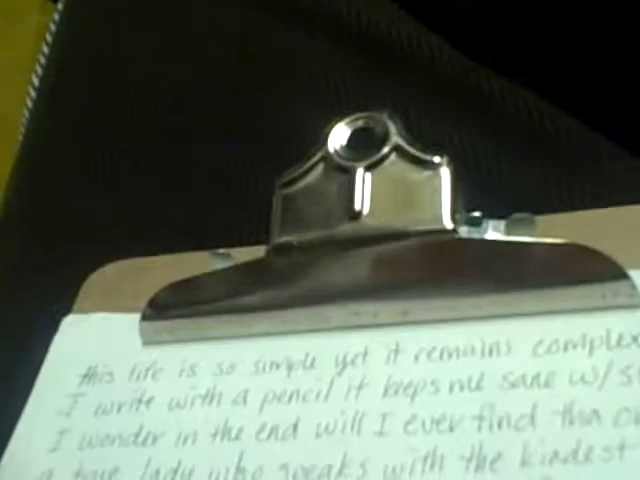 this life is so simple yet it remains complex
I write with a pencil it keeps me sane w/
I wonder in the end will I ever find tha
a lady who speaks with the kindest